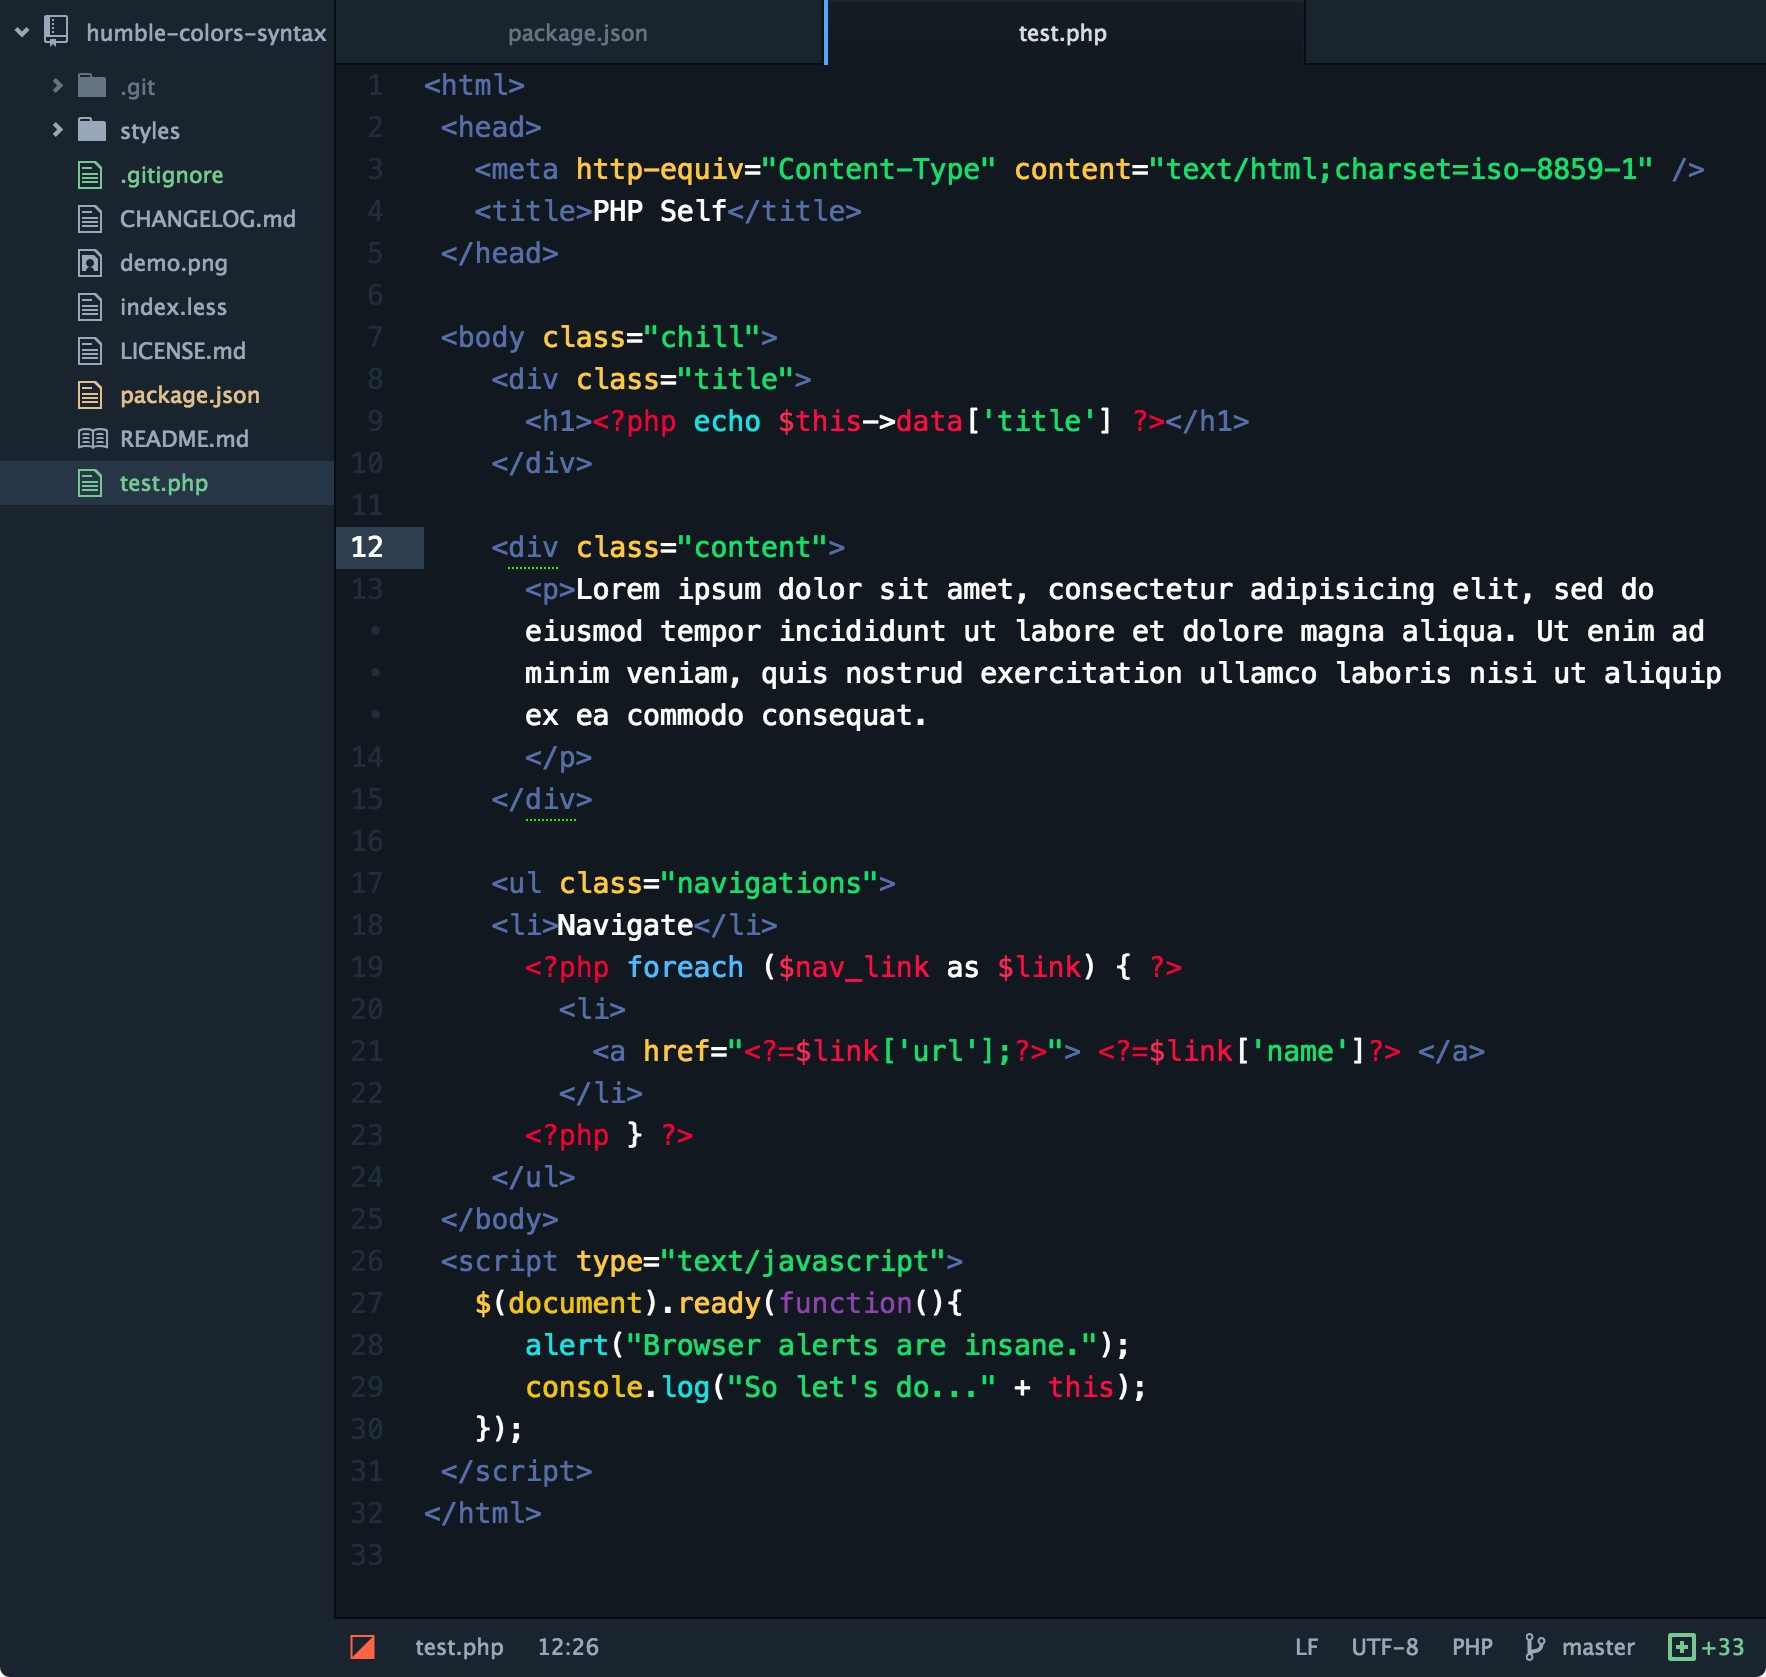 humble-colors-syntax
.git
styles
.gitignore
CHANGELOG.md
demo.png
index.less
LICENSE.md
package.json
README.md
test.php
package.json
test.php
1 <html>
2 <head>
3 <meta http-equiv="Content-Type" content="text/html;charset=iso-8859-1" />
4 <title>PHP Self</title>
5 </head>
6
7 <body class="chill">
8 <div class="title">
9 <h1><?php echo $this->data['title'] ?></h1>
10 </div>
11
12 <div class="content">
13 <p>Lorem ipsum dolor sit amet, consectetur adipisicing elit, sed do
• eiusmod tempor incididunt ut labore et dolore magna aliqua. Ut enim ad
• minim veniam, quis nostrud exercitation ullamco laboris nisi ut aliquip
• ex ea commodo consequat.
14 </p>
15 </div>
16
17 <ul class="navigations">
18 <li>Navigate</li>
19 <?php foreach ($nav_link as $link) { ?>
20 <li>
21 <a href="<?=$link['url'];?>"> <?=$link['name']?> </a>
22 </li>
23 <?php } ?>
24 </ul>
25 </body>
26 <script type="text/javascript">
27 $(document).ready(function(){
28 alert("Browser alerts are insane.");
29 console.log("So let's do..." + this);
30 });
31 </script>
32 </html>
33
test.php 12:26 LF UTF-8 PHP master +33